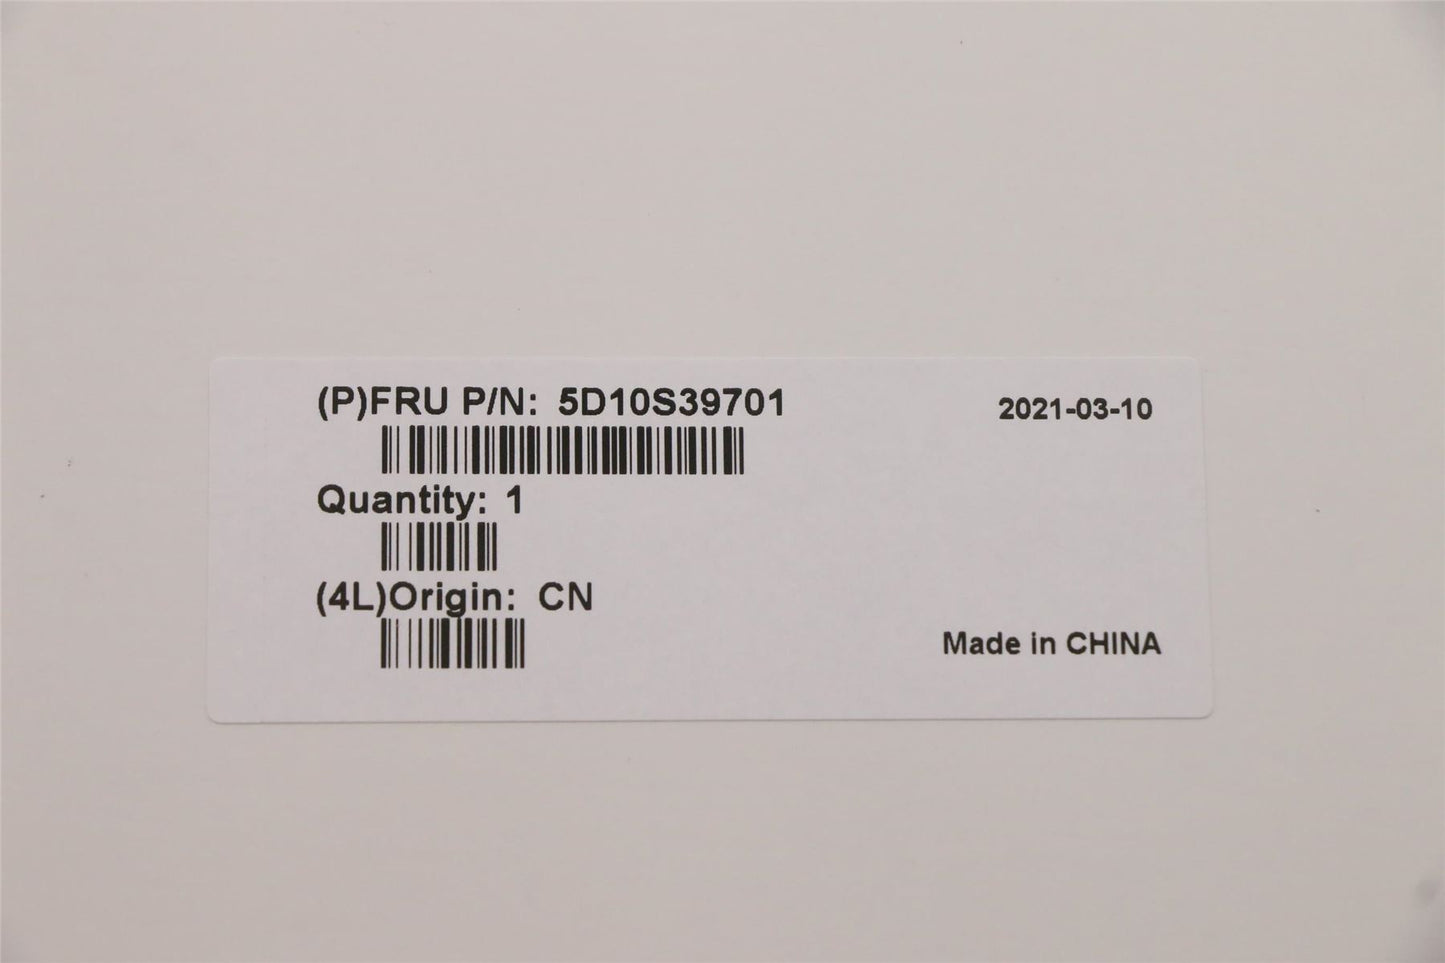 (P)FRU P/N: 5D10S39701
2021-03-10
Quantity: 1
(4L)Origin: CN
Made in CHINA